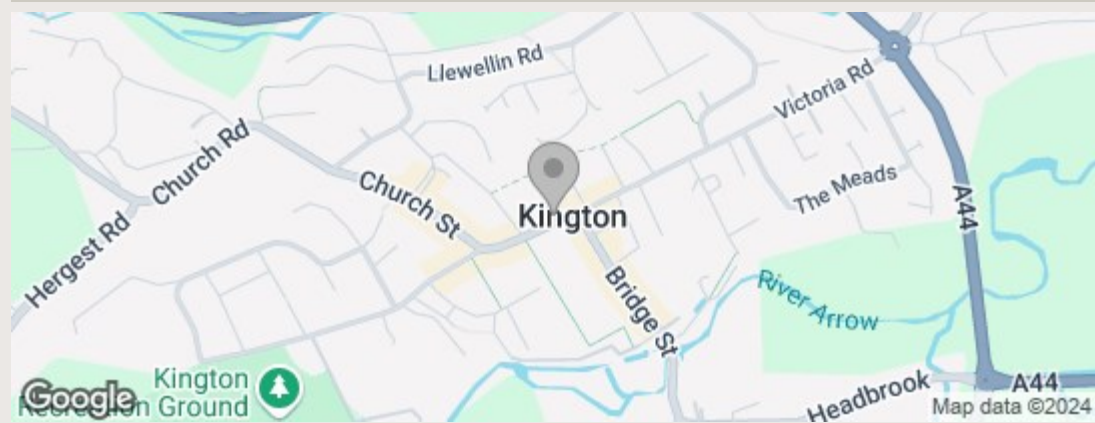 Llewellin Rd
Victoria Rd
Church Rd
Church St
The Meads
Kington
A44
Hergest Rd
Bridge St
River Arrow
Kington
Recreation Ground
Google
Headbrook
A44
Map data ©2024